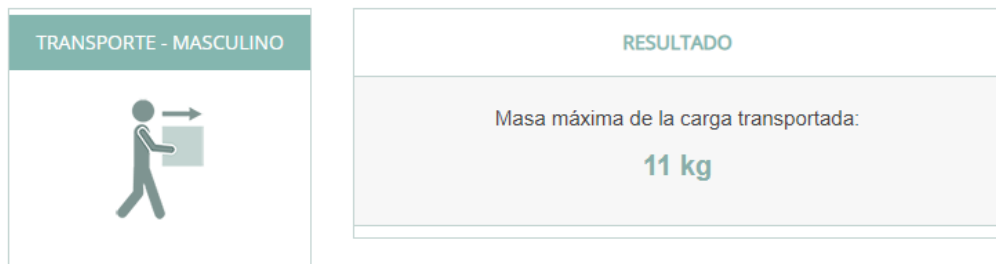 TRANSPORTE - MASCULINO
RESULTADO
Masa máxima de la carga transportada:
11 kg